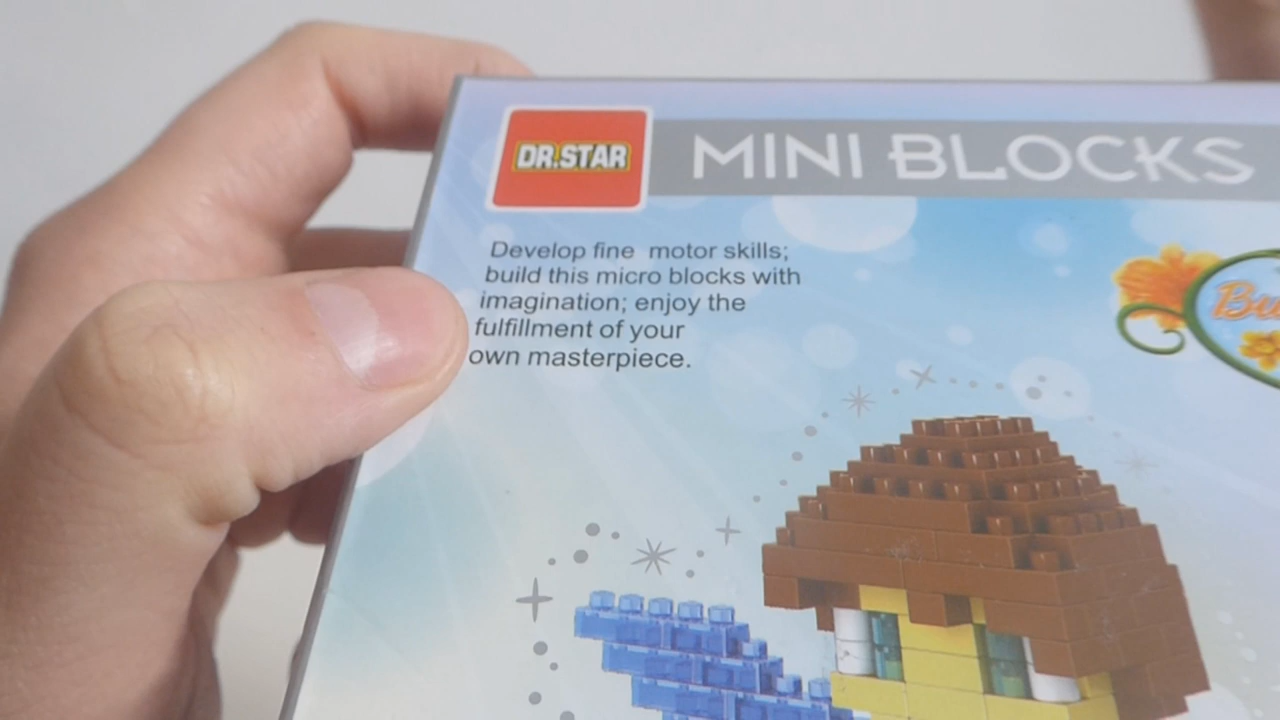 DR.STAR
MINI BLOCKS
Develop fine motor skills;
build this micro blocks with
imagination; enjoy the
fulfillment of your
own masterpiece.